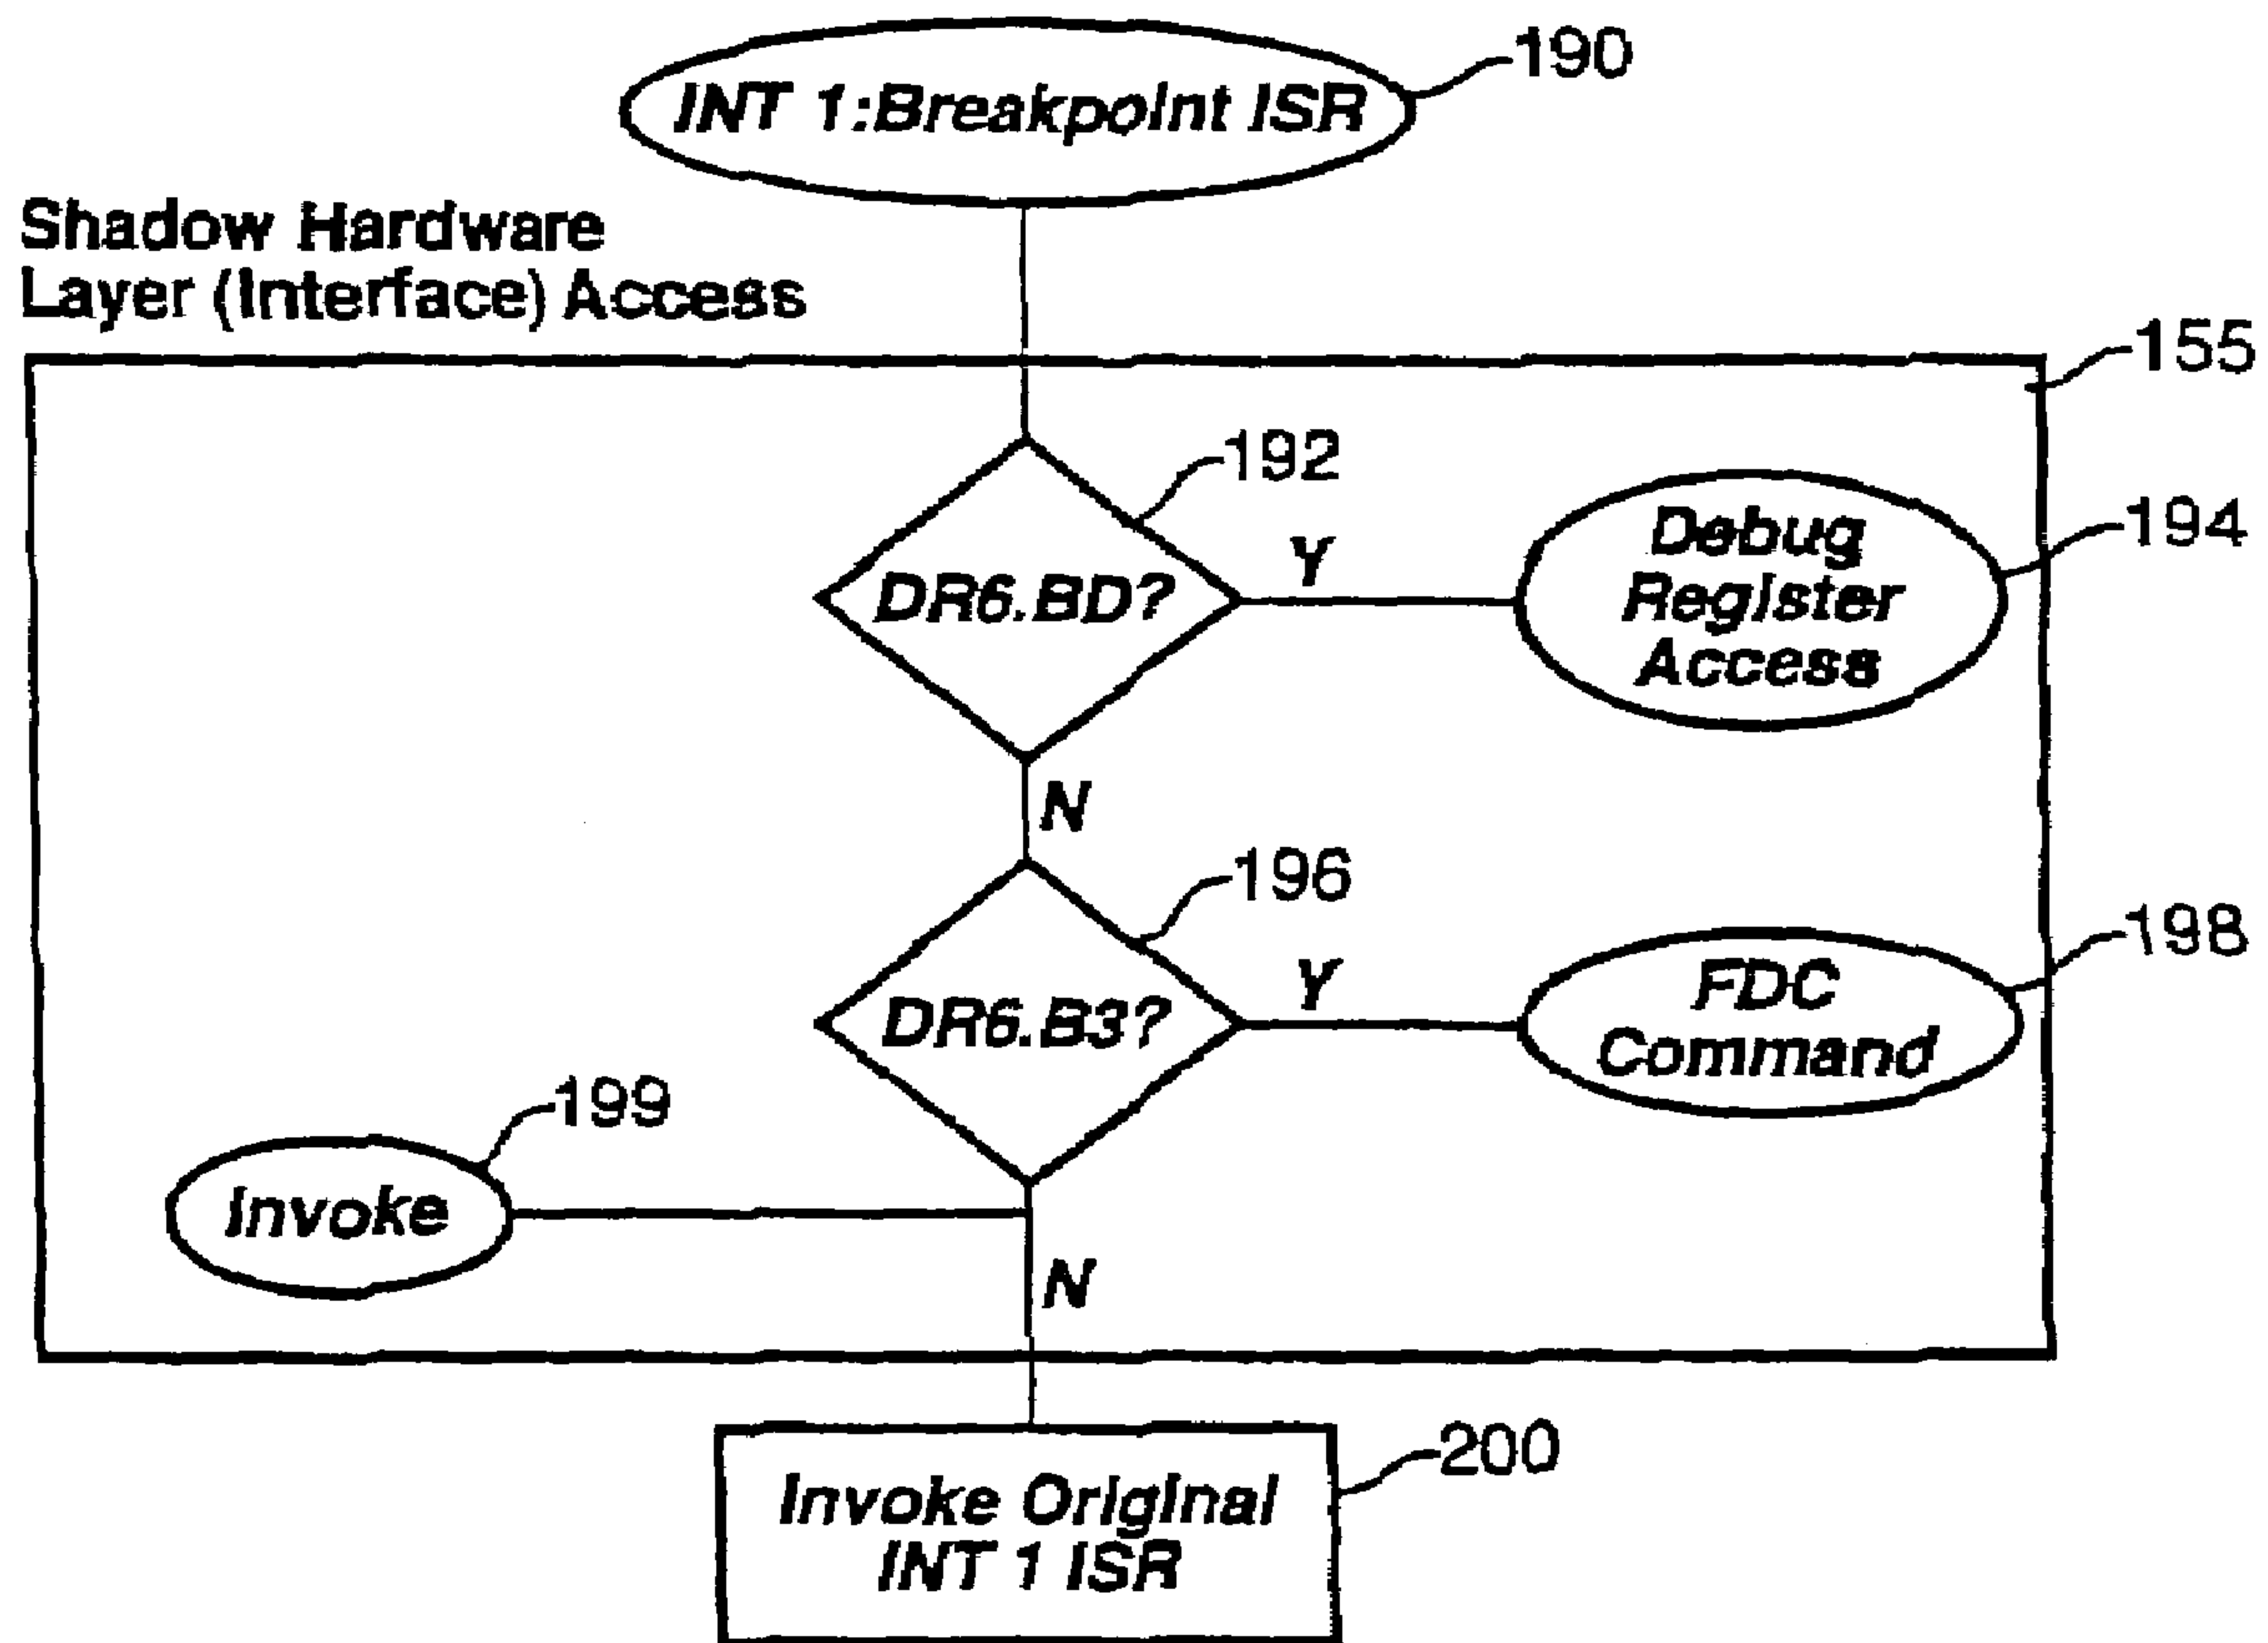 190
INT 1:Breakpoint ISR
Shadow Hardware
Layer (Interface) Access
155
192
DR6.BD?
Y
Debug
Register
Access
194
N
196
DR6.B3?
Y
FDC
Command
198
199
Invoke
N
200
Invoke Original
INT 1 ISR